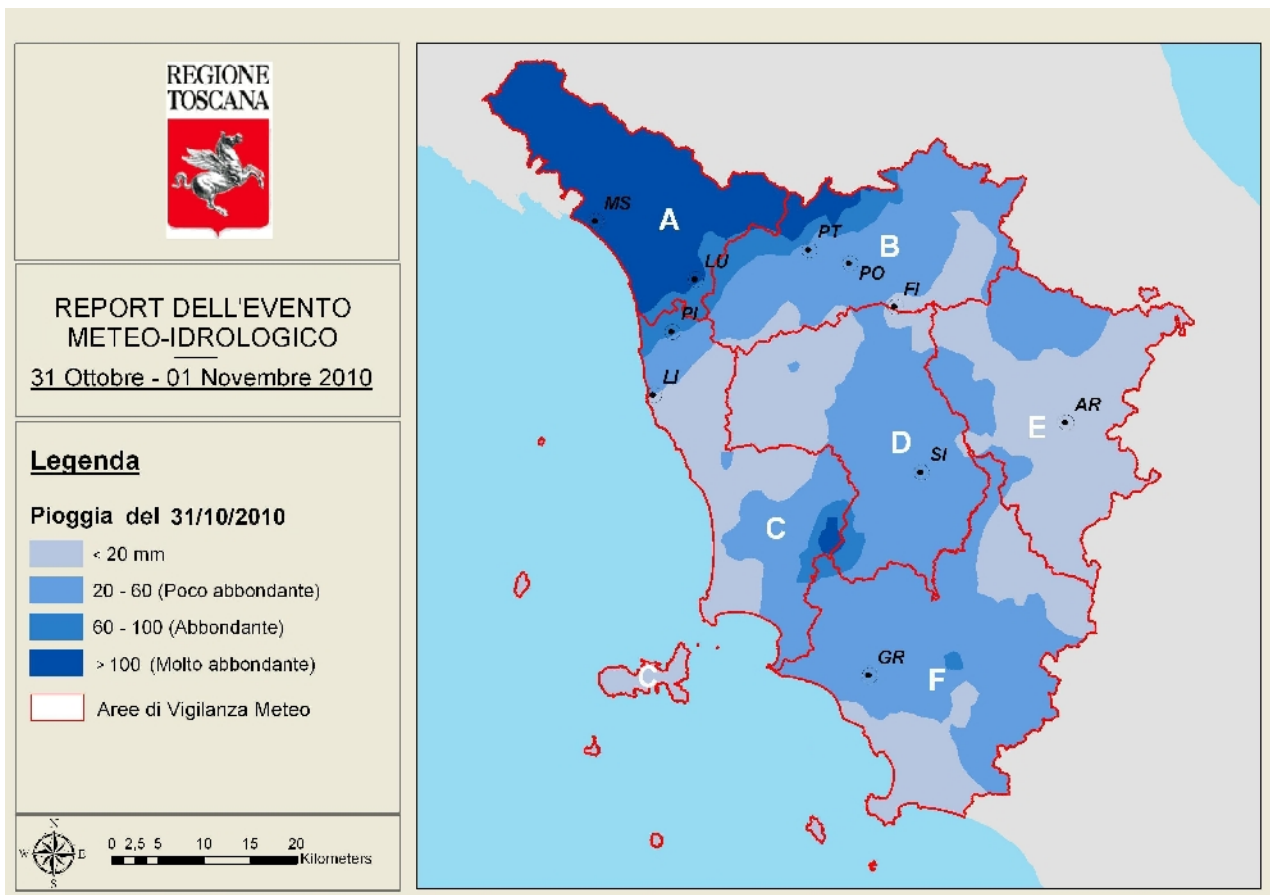 REGIONE
TOSCANA
REPORT DELL'EVENTO
METEO-IDROLOGICO
31 Ottobre - 01 Novembre 2010
Legenda
Pioggia del 31/10/2010
< 20 mm
20 - 60 (Poco abbondante)
60 - 100 (Abbondante)
> 100 (Molto abbondante)
Aree di Vigilanza Meteo
N
W E
S
0 2,5 5 10 15 20
Kilometers
MS
A
LU
PT
B
PO
FI
PI
LI
AR
E
D
SI
C
C
GR
F